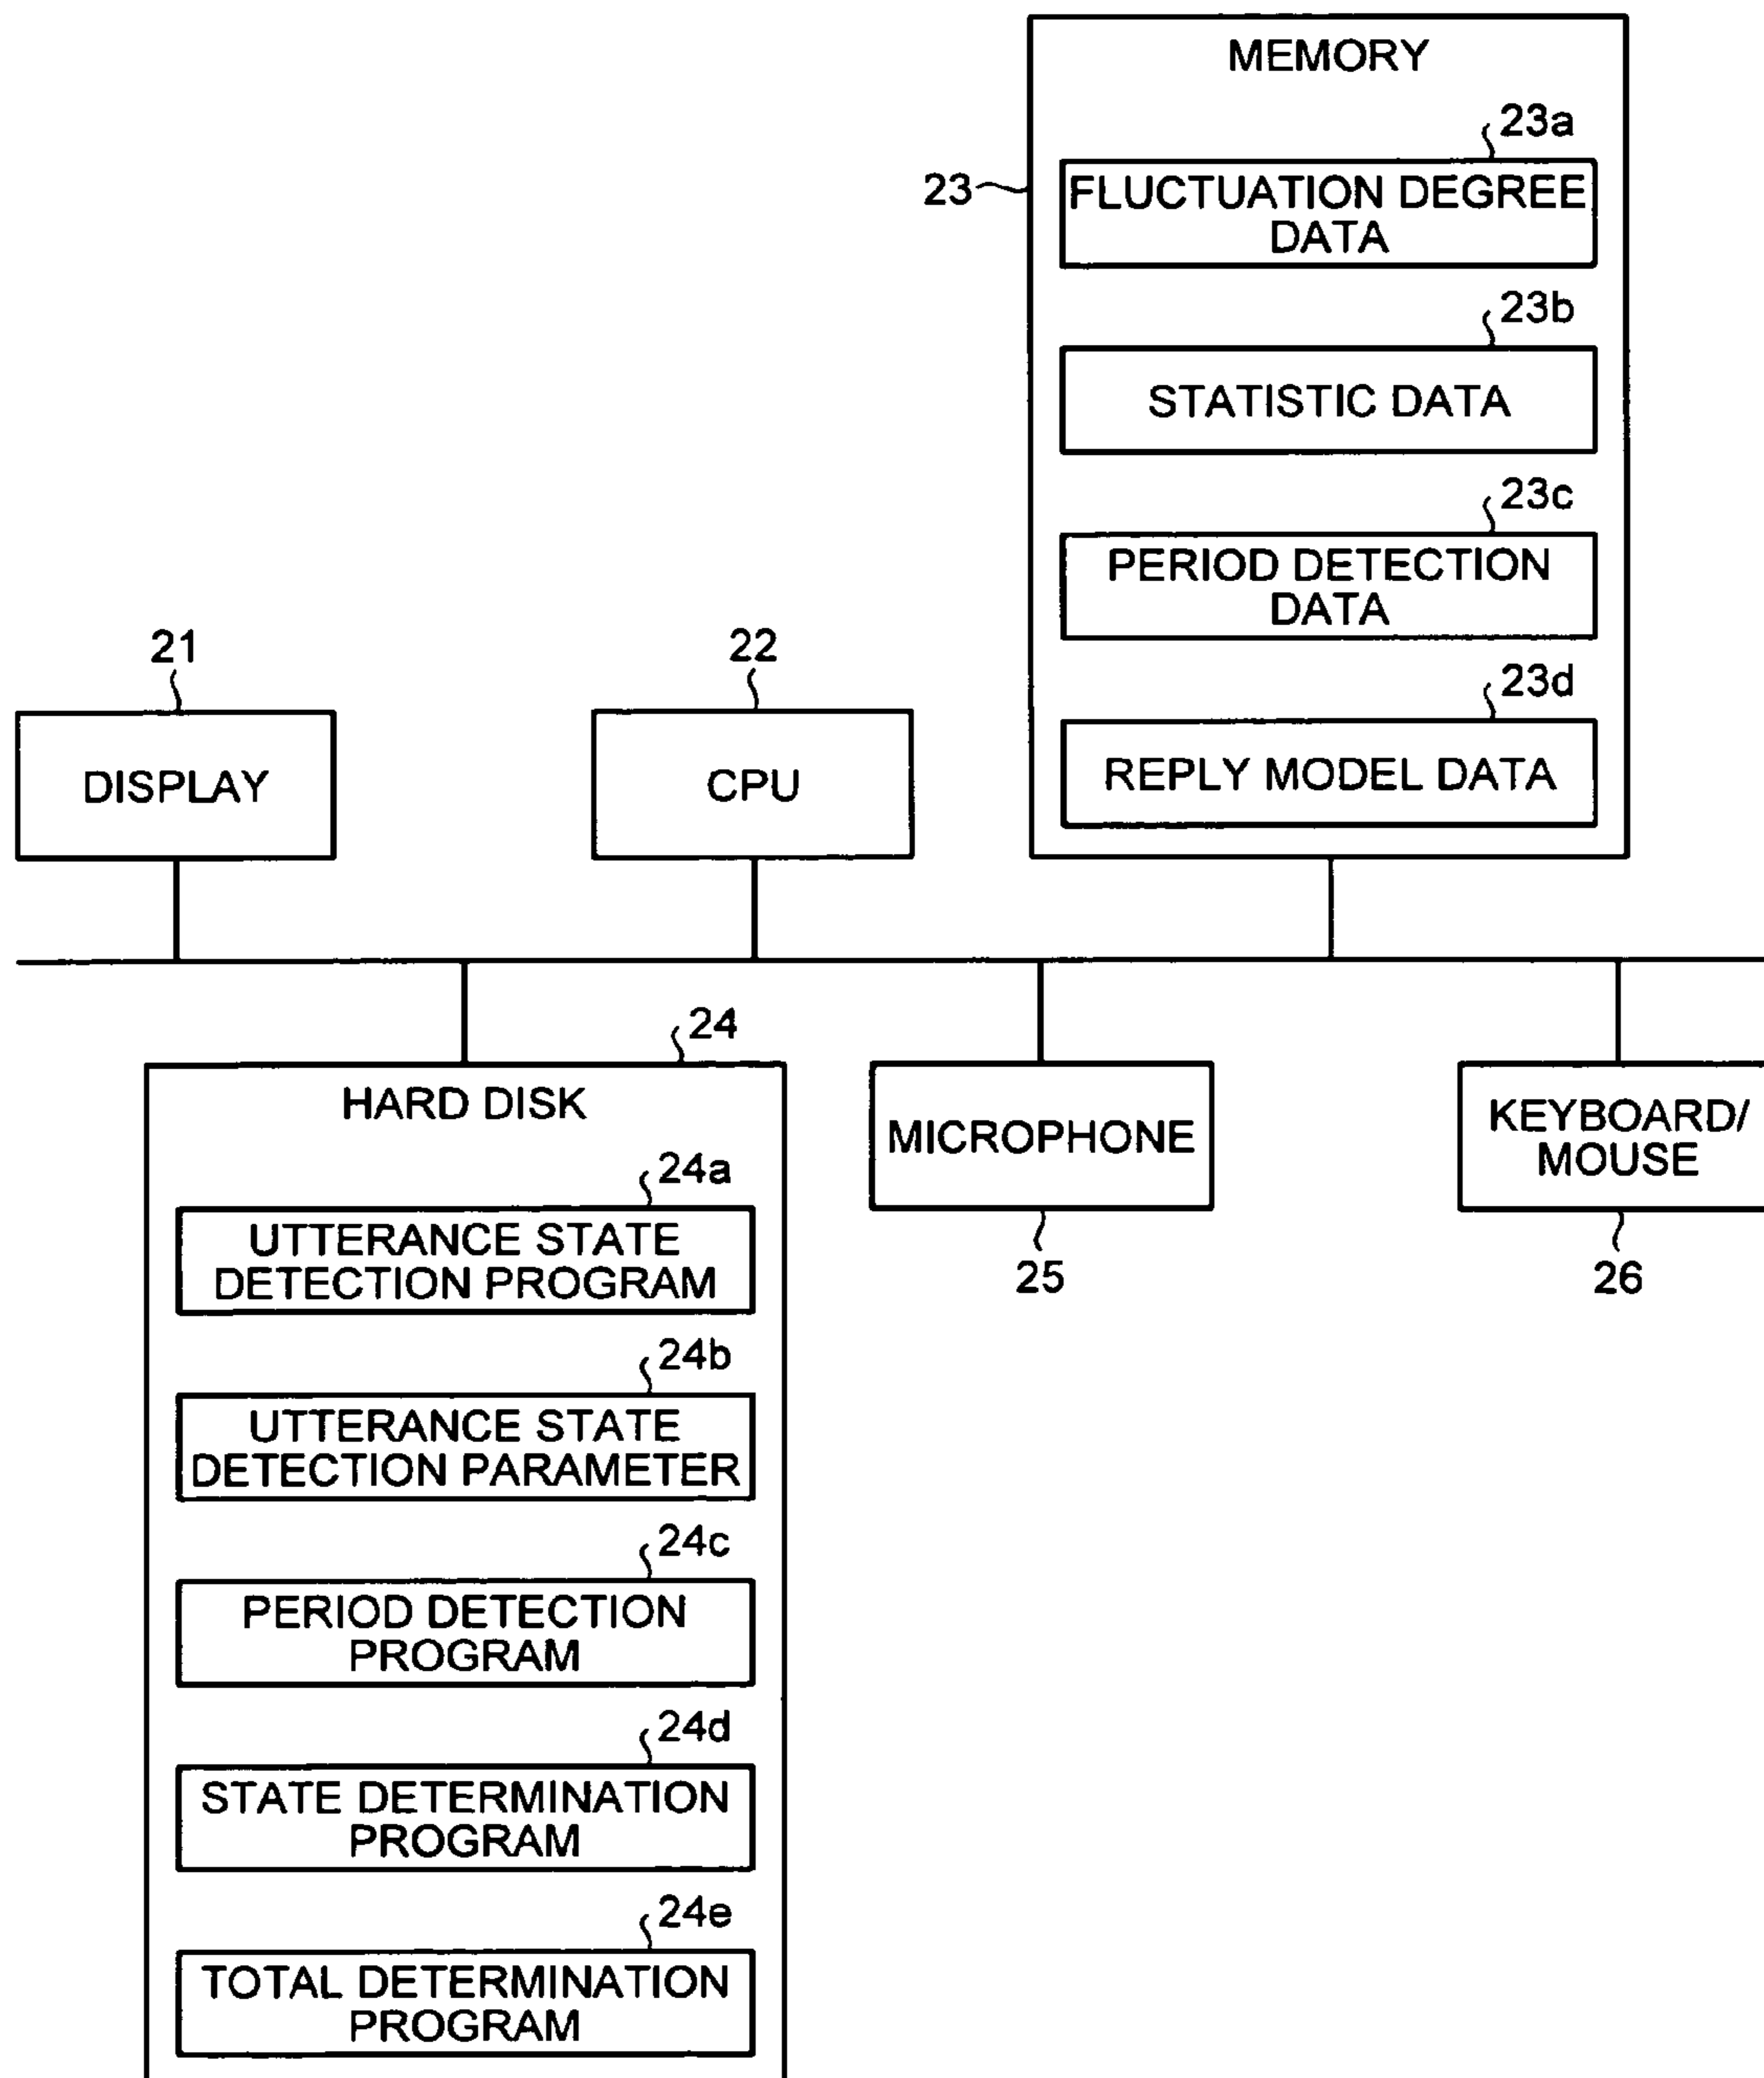 MEMORY
23a
23
FLUCTUATION DEGREE
DATA
23b
STATISTIC DATA
23c
PERIOD DETECTION
DATA
23d
REPLY MODEL DATA
21
DISPLAY
22
CPU
24
HARD DISK
24a
UTTERANCE STATE
DETECTION PROGRAM
24b
UTTERANCE STATE
DETECTION PARAMETER
24c
PERIOD DETECTION
PROGRAM
24d
STATE DETERMINATION
PROGRAM
24e
TOTAL DETERMINATION
PROGRAM
MICROPHONE
25
KEYBOARD/
MOUSE
26